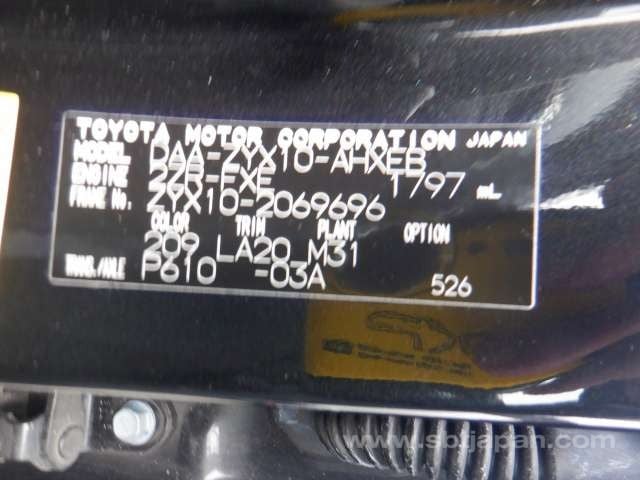 TOYOTA MOTOR CORPORATION JAPAN
MODEL DAA-ZYX10-AHXEB
ENGINE 2ZR-FXE 1797 mL
FRAME No. ZYX10-2069696
COLOR TRIM PLANT OPTION
209 LA20 M31
TRANS./AXLE P610 -03A 526
www.sbtjapan.com